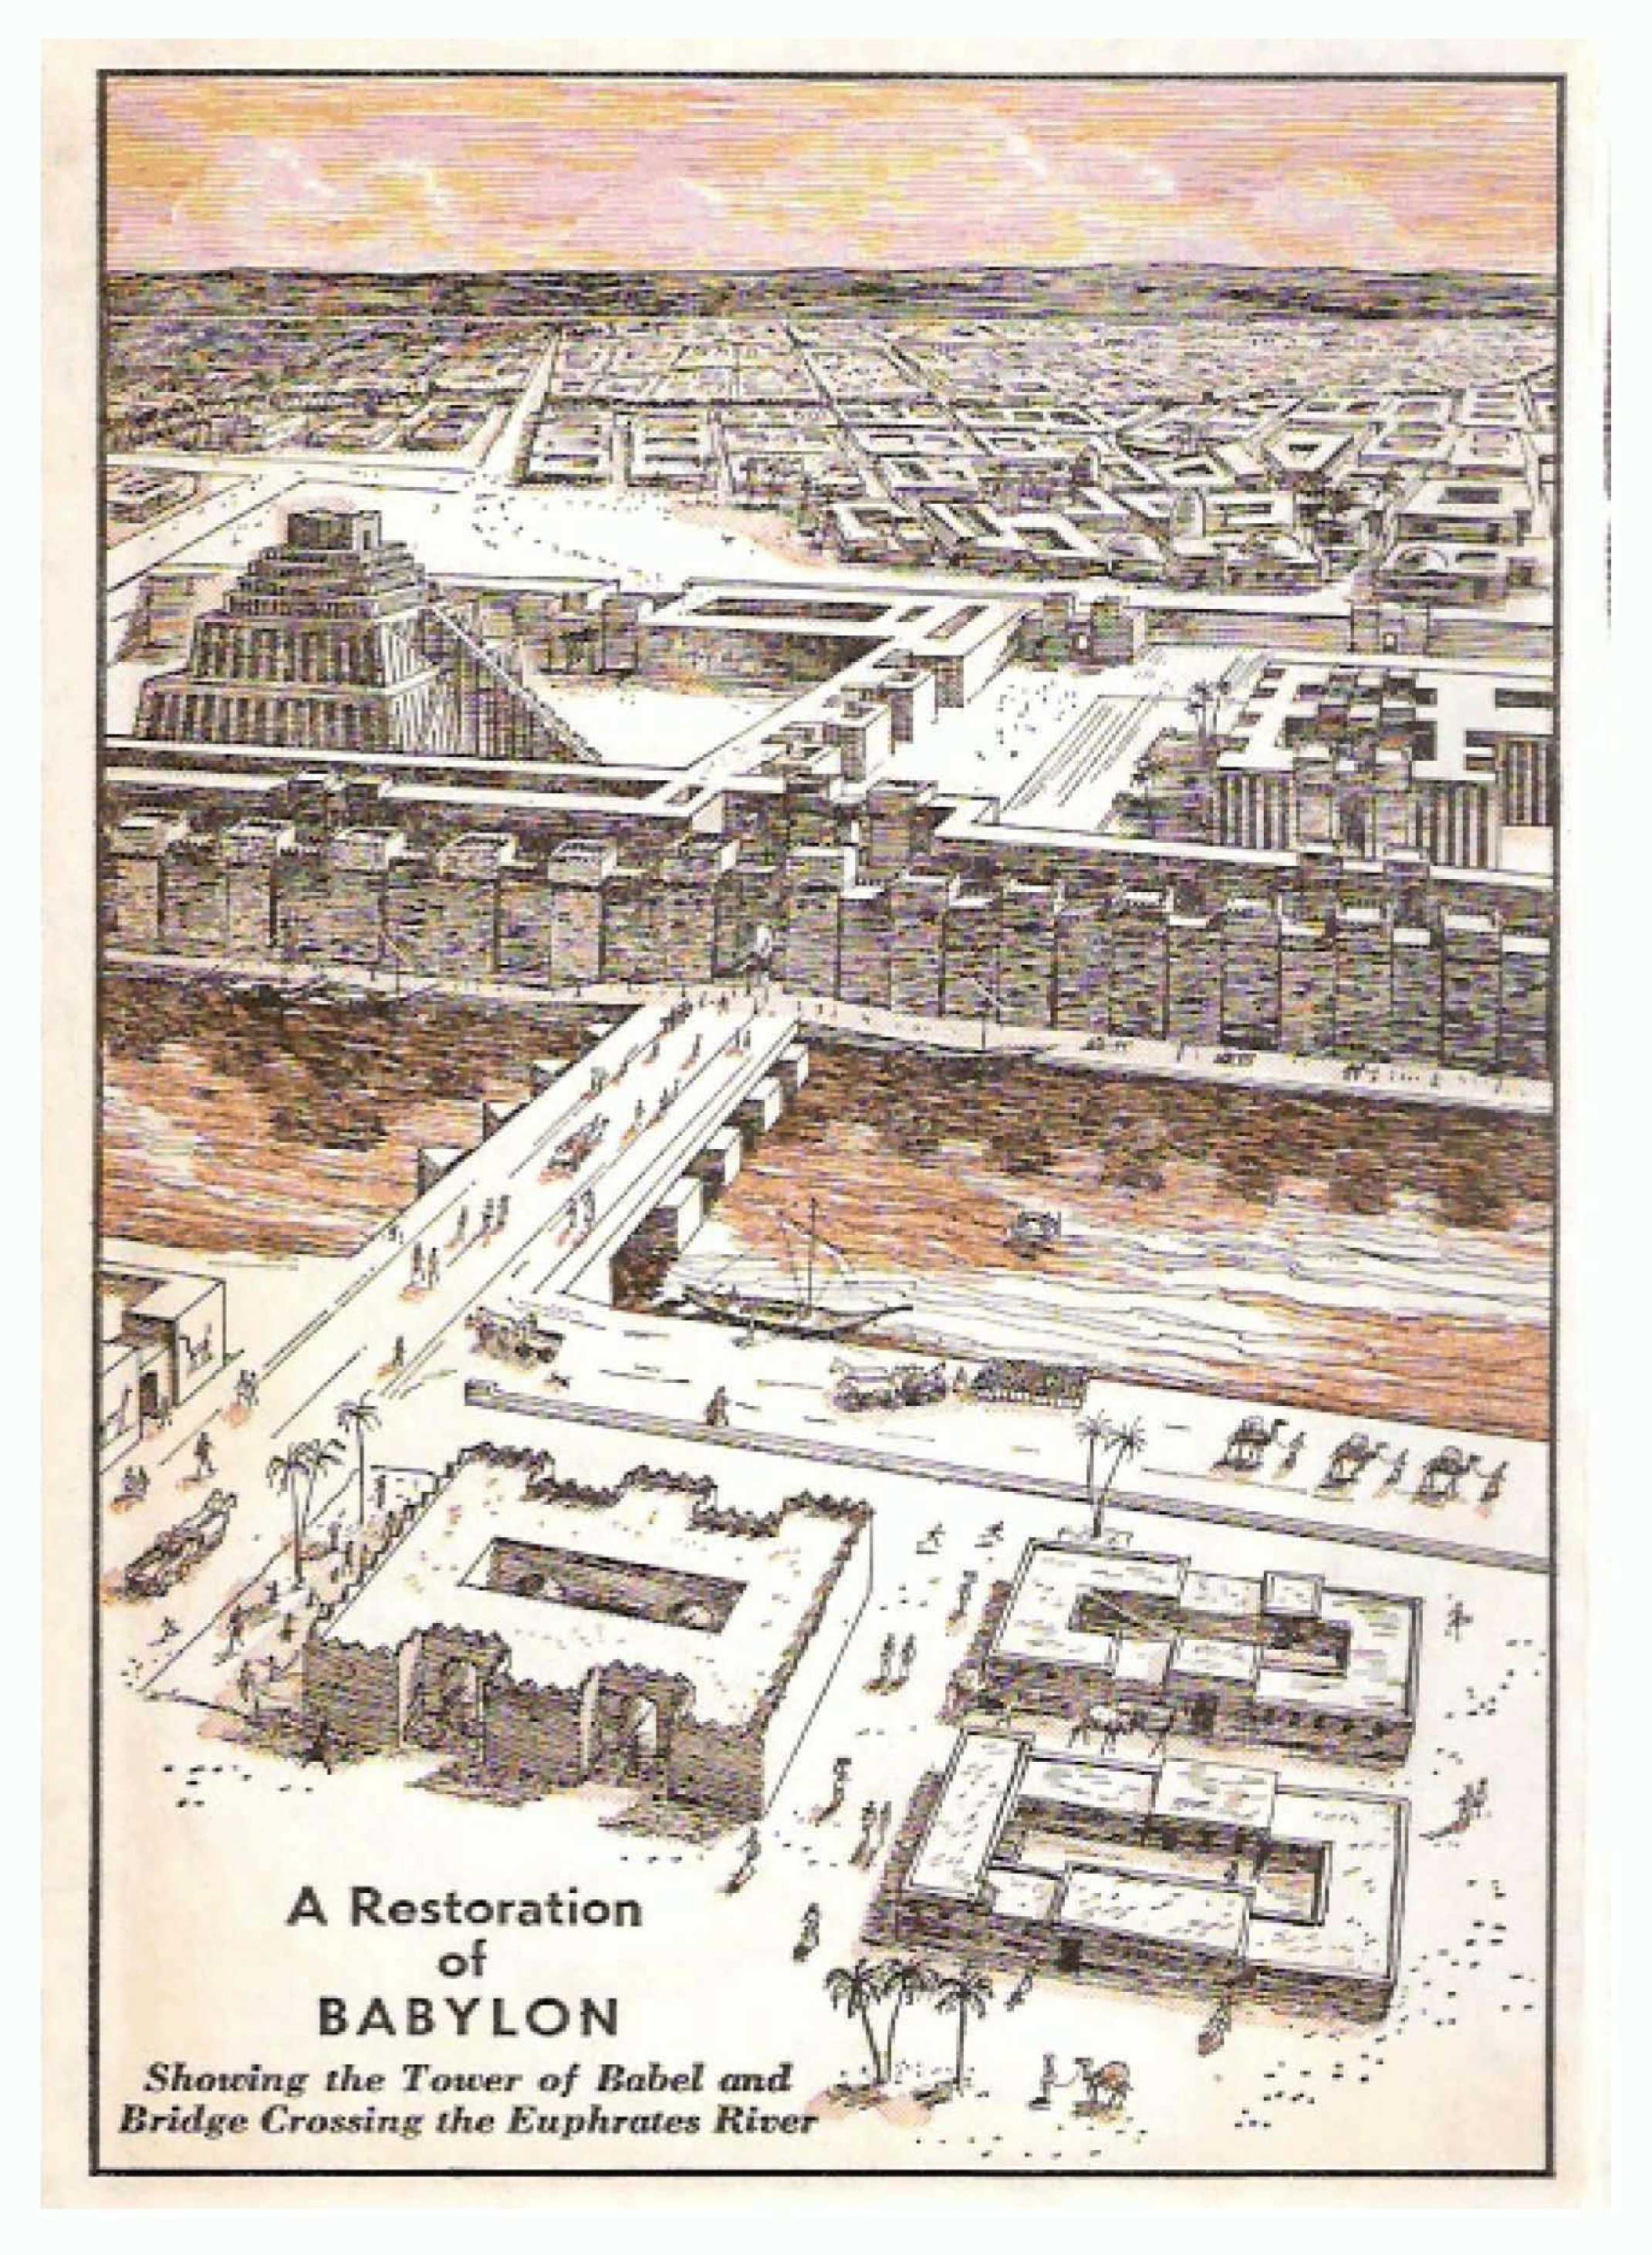 A Restoration
of
BABYLON
Showing the Tower of Babel and
Bridge Crossing the Euphrates River